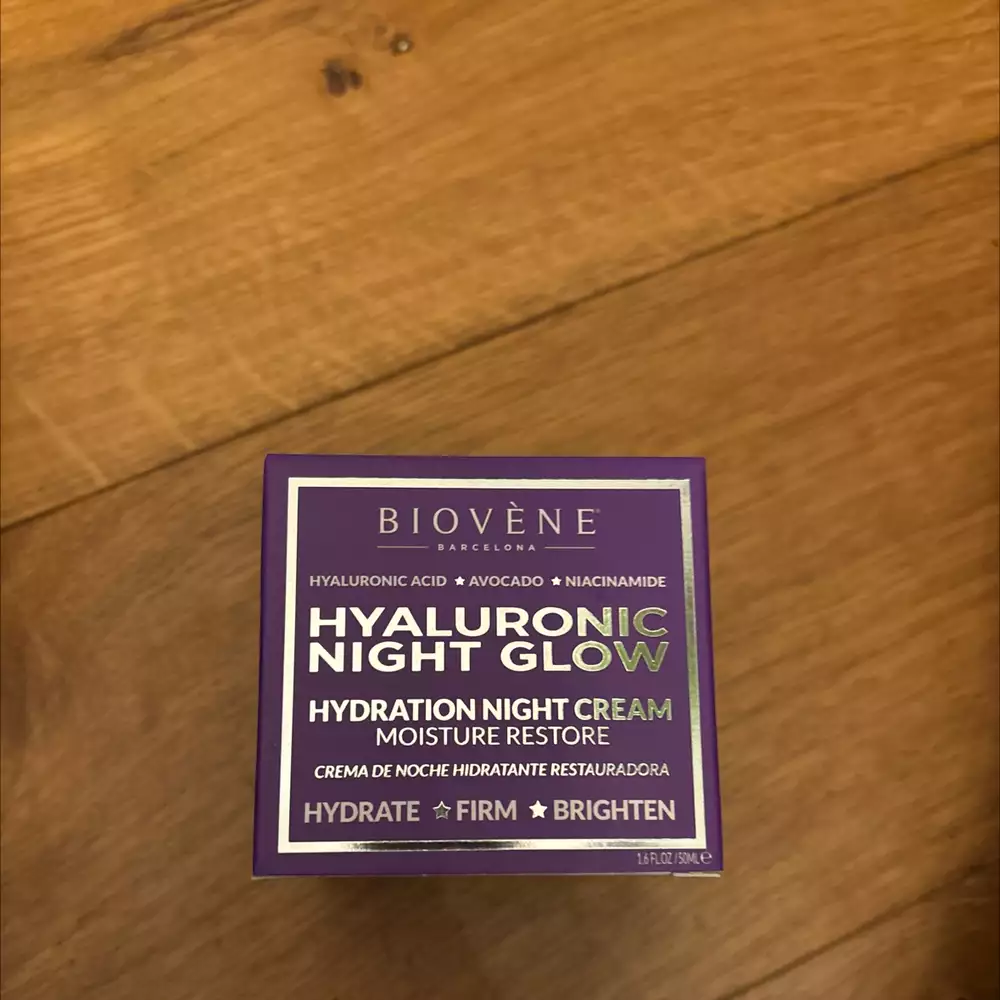 BIOVÈNE®
BARCELONA
HYALURONIC ACID ★ AVOCADO ★ NIACINAMIDE
HYALURONIC
NIGHT GLOW
HYDRATION NIGHT CREAM
MOISTURE RESTORE
CREMA DE NOCHE HIDRATANTE RESTAURADORA
HYDRATE ★ FIRM ★ BRIGHTEN
1.6 FL.OZ / 50ML ℮